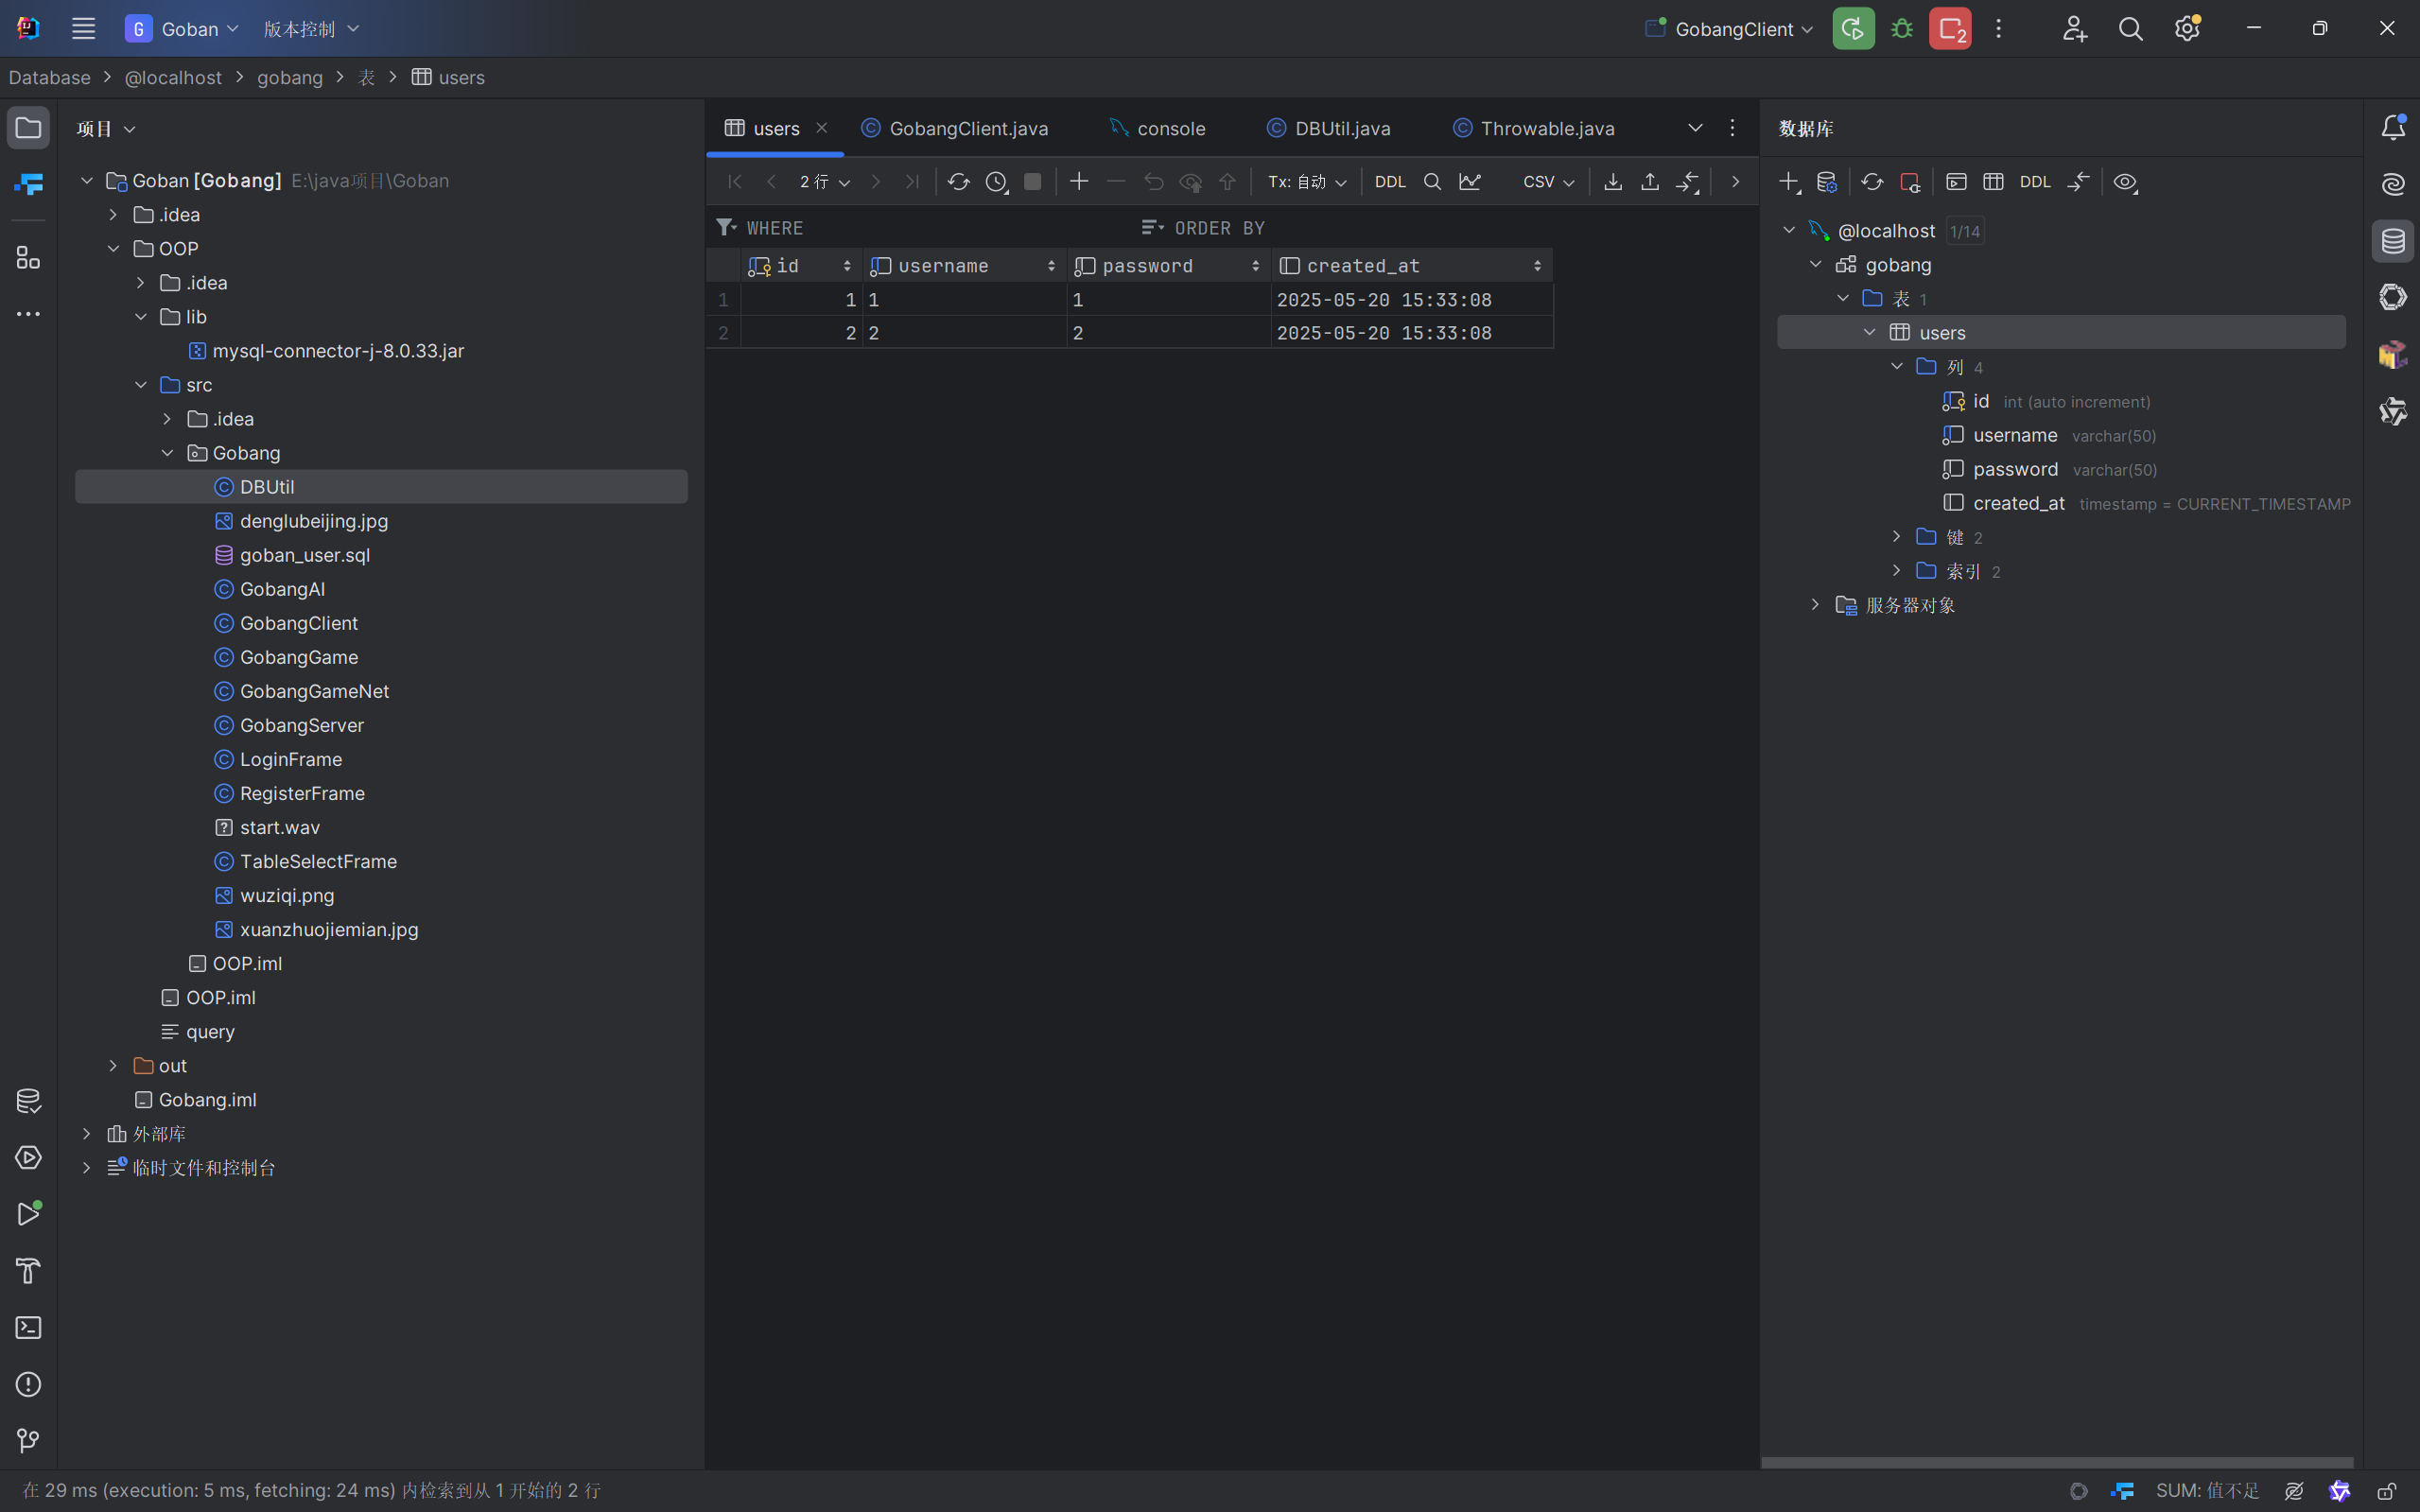 G Goban 版本控制 GobangClient 2
Database > @localhost > gobang > 表 > users
项目
Goban [Gobang] E:\java项目\Goban
.idea
OOP
.idea
lib
mysql-connector-j-8.0.33.jar
src
.idea
Gobang
DBUtil
denglubeijing.jpg
goban_user.sql
GobangAI
GobangClient
GobangGame
GobangGameNet
GobangServer
LoginFrame
RegisterFrame
start.wav
TableSelectFrame
wuziqi.png
xuanzhuojiemian.jpg
OOP.iml
OOP.iml
query
out
Gobang.iml
外部库
临时文件和控制台
users GobangClient.java console DBUtil.java Throwable.java
2 行 Tx: 自动 DDL CSV
WHERE ORDER BY
id username password created_at
1 1 1 1 2025-05-20 15:33:08
2 2 2 2 2025-05-20 15:33:08
数据库
DDL
@localhost 1/14
gobang
表 1
users
列 4
id int (auto increment)
username varchar(50)
password varchar(50)
created_at timestamp = CURRENT_TIMESTAMP
键 2
索引 2
服务器对象
在 29 ms (execution: 5 ms, fetching: 24 ms) 内检索到从 1 开始的 2 行 SUM: 值不足